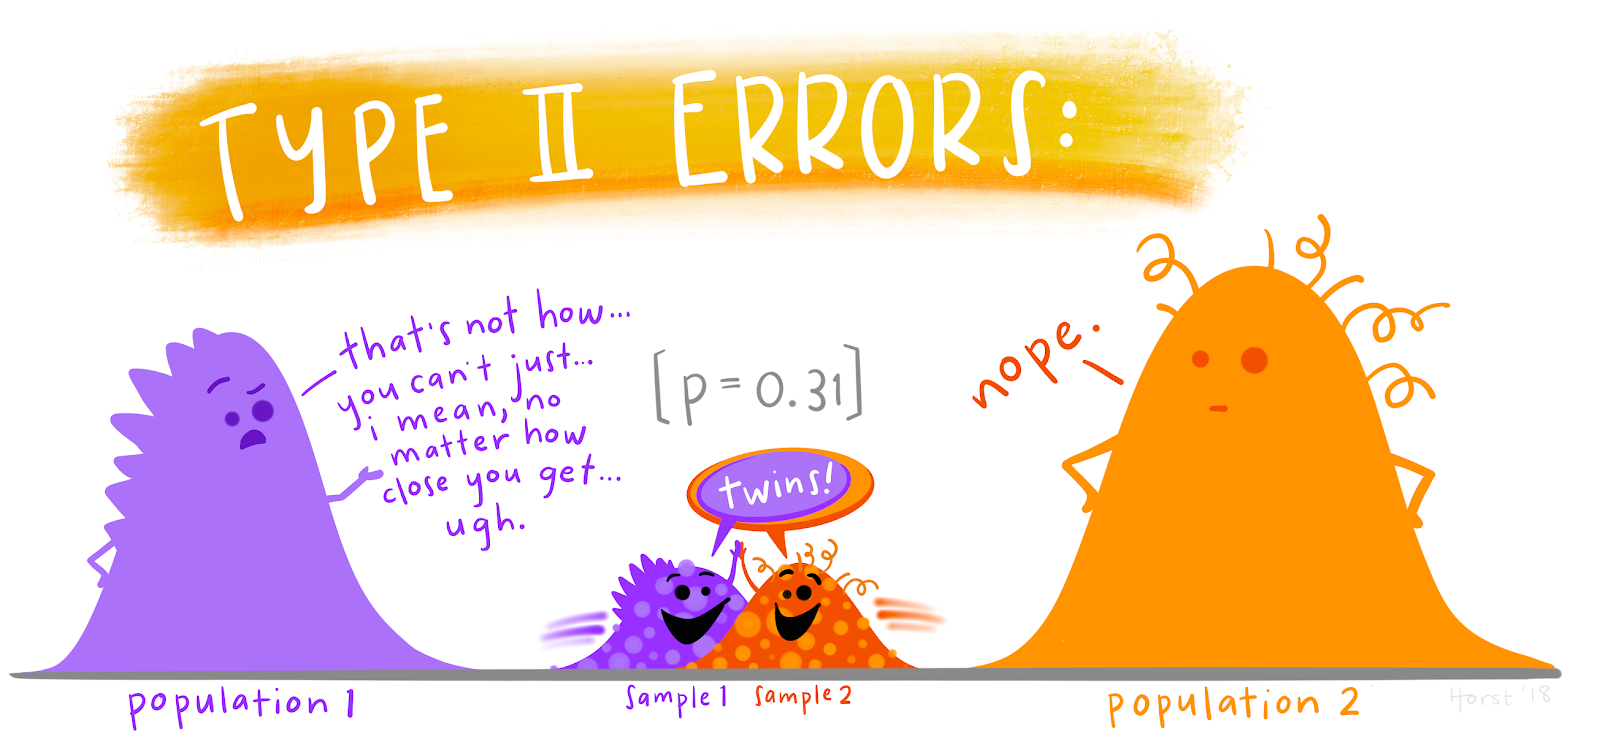 TYPE II ERRORS:
that's not how...
you can't just...
i mean, no
matter how
close you get...
ugh.
[p = 0.31]
twins!
nope.
population 1
sample 1
sample 2
population 2
Horst '18